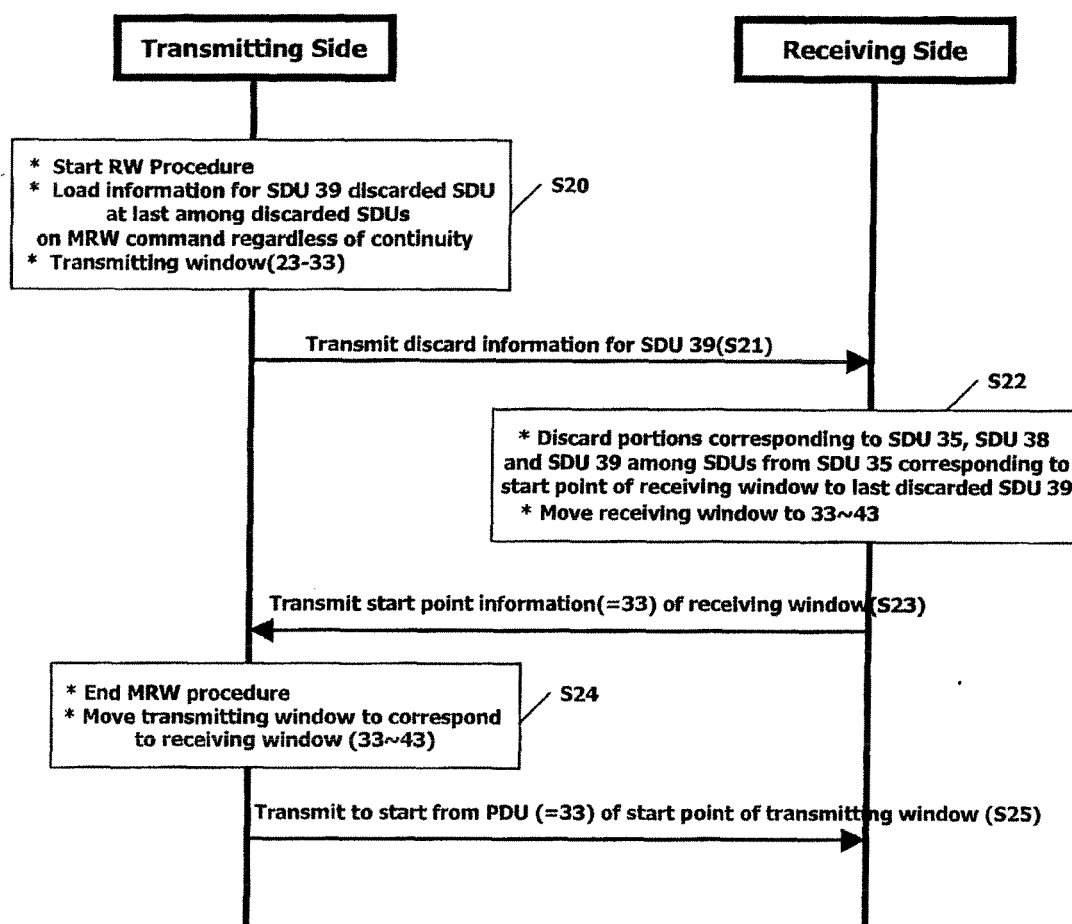 Transmitting Side
Receiving Side
* Start RW Procedure
* Load information for SDU 39 discarded SDU
at last among discarded SDUs
on MRW command regardless of continuity
* Transmitting window(23-33)
S20
Transmit discard information for SDU 39(S21)
S22
* Discard portions corresponding to SDU 35, SDU 38
and SDU 39 among SDUs from SDU 35 corresponding to
start point of receiving window to last discarded SDU 39
* Move receiving window to 33~43
Transmit start point information(=33) of receiving window(S23)
* End MRW procedure
* Move transmitting window to correspond
to receiving window (33~43)
S24
Transmit to start from PDU (=33) of start point of transmitting window (S25)